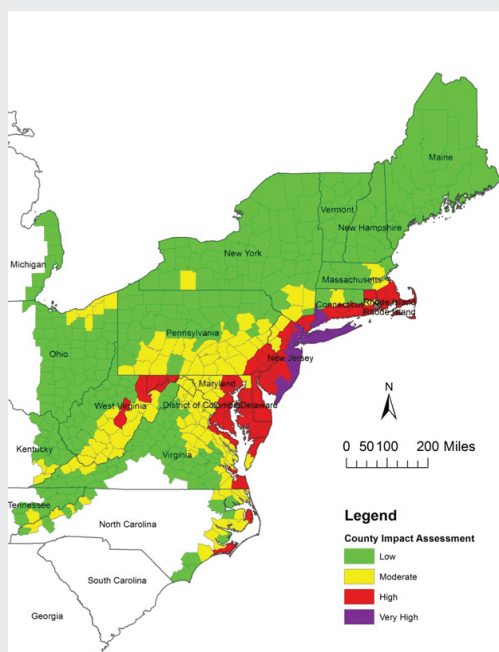 Maine
Vermont
New Hampshire
New York
Michigan
Massachusetts
Connecticut Rhode Island
Rhode Island
Pennsylvania
Ohio
New Jersey
Maryland
West Virginia
District of Columbia Delaware
Kentucky
Virginia
Tennessee
North Carolina
South Carolina
Georgia
N
0 50 100 200 Miles
Legend
County Impact Assessment
Low
Moderate
High
Very High